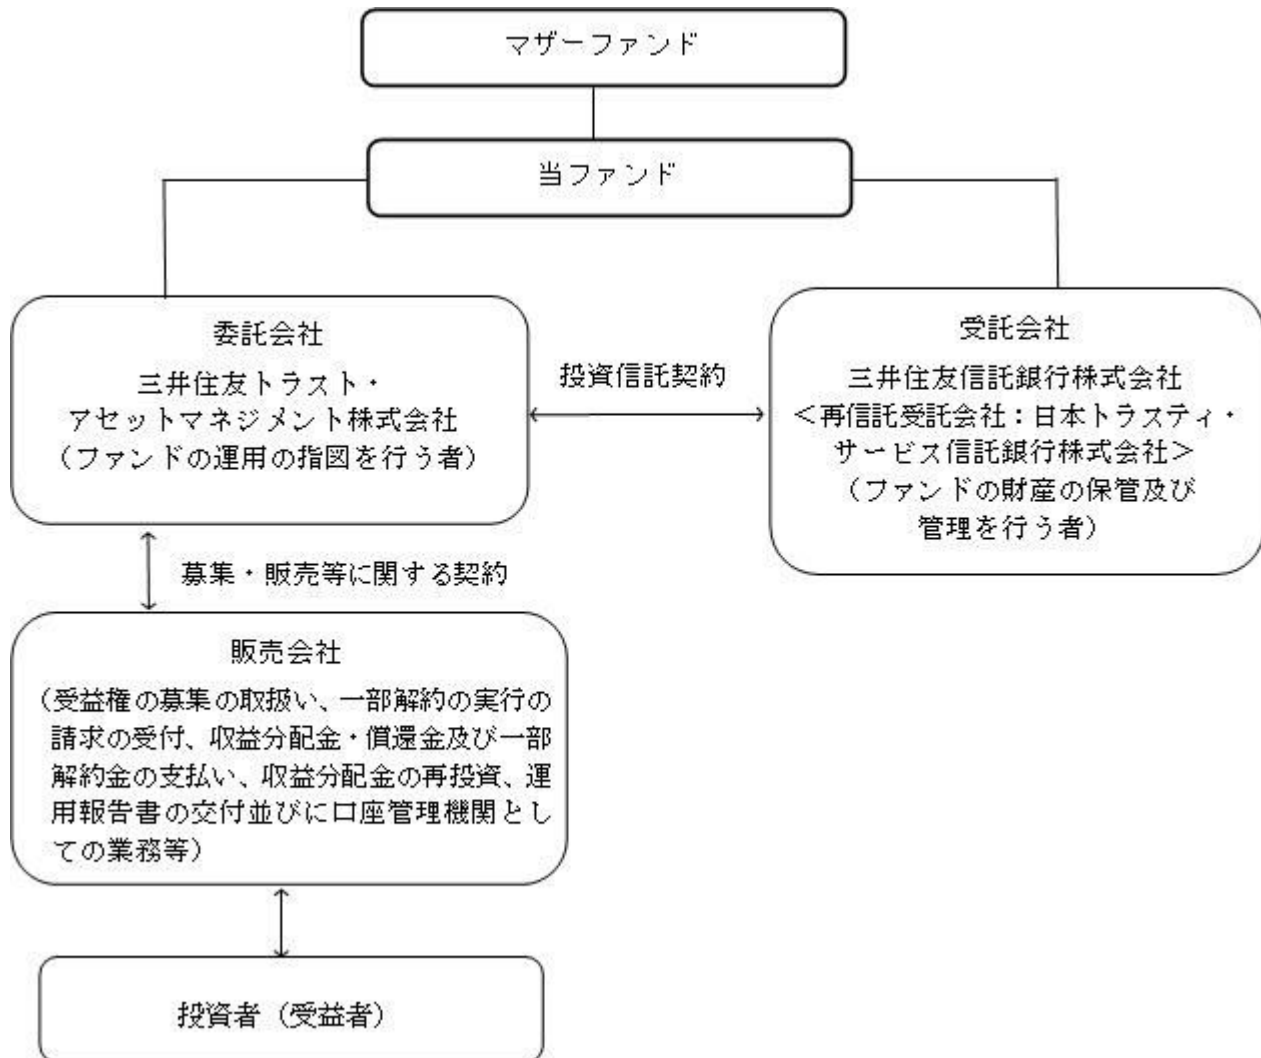 マザーファンド
当ファンド
委託会社
三井住友トラスト・
アセットマネジメント株式会社
（ファンドの運用の指図を行う者）
投資信託契約
受託会社
三井住友信託銀行株式会社
＜再信託受託会社：日本トラスティ・
サービス信託銀行株式会社＞
（ファンドの財産の保管及び
管理を行う者）
募集・販売等に関する契約
販売会社
（受益権の募集の取扱い、一部解約の実行の
請求の受付、収益分配金・償還金及び一部
解約金の支払い、収益分配金の再投資、運
用報告書の交付並びに口座管理機関とし
ての業務等）
投資者（受益者）